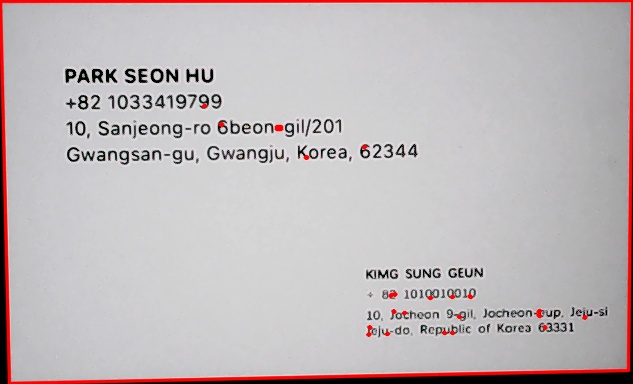 PARK SEON HU
+82 1033419799
10, Sanjeong-ro 6beon-gil/201
Gwangsan-gu, Gwangju, Korea, 62344
KIMG SUNG GEUN
+ 82 1010010010
10, Jocheon 9-gil, Jocheon-eup, Jeju-si
Jeju-do, Republic of Korea 63331